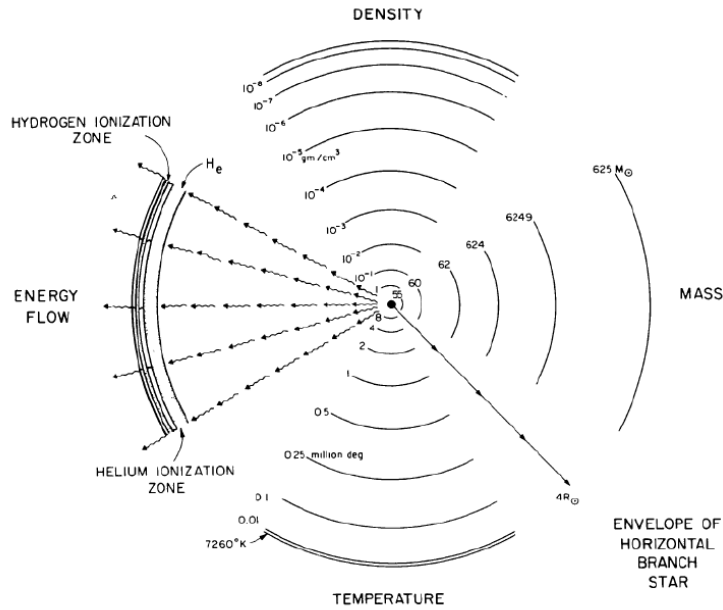 DENSITY
10⁻⁸
10⁻⁷
10⁻⁶
10⁻⁵ gm/cm³
10⁻⁴
10⁻³
10⁻²
10⁻¹
1
HYDROGEN IONIZATION
ZONE
He
ENERGY
FLOW
HELIUM IONIZATION
ZONE
55
60
62
624
6249
625 M☉
MASS
8
4
2
1
0.5
0.25 million deg
0.1
0.01
7260°K
TEMPERATURE
4R☉
ENVELOPE OF
HORIZONTAL
BRANCH
STAR